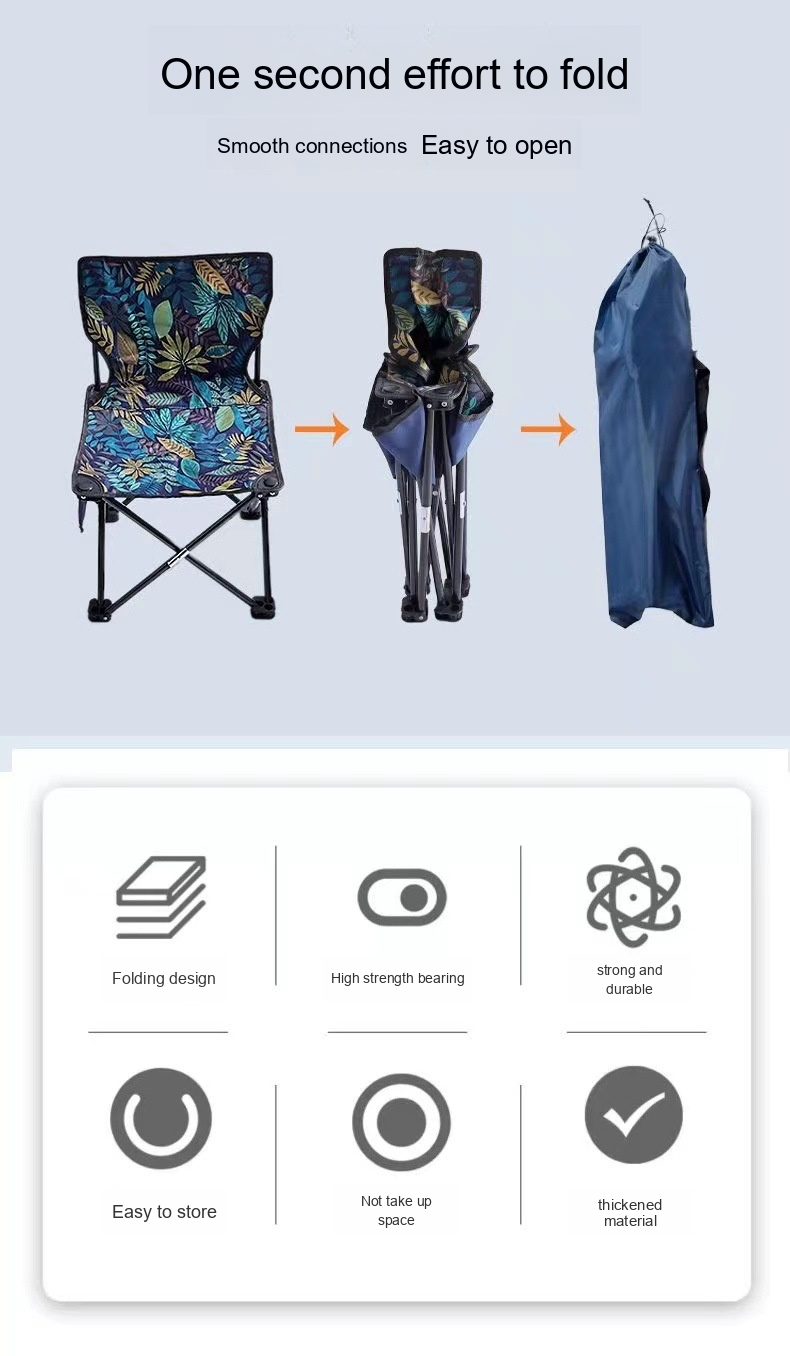 One second effort to fold
Smooth connections Easy to open
Folding design
High strength bearing
strong and
durable
Easy to store
Not take up
space
thickened
material